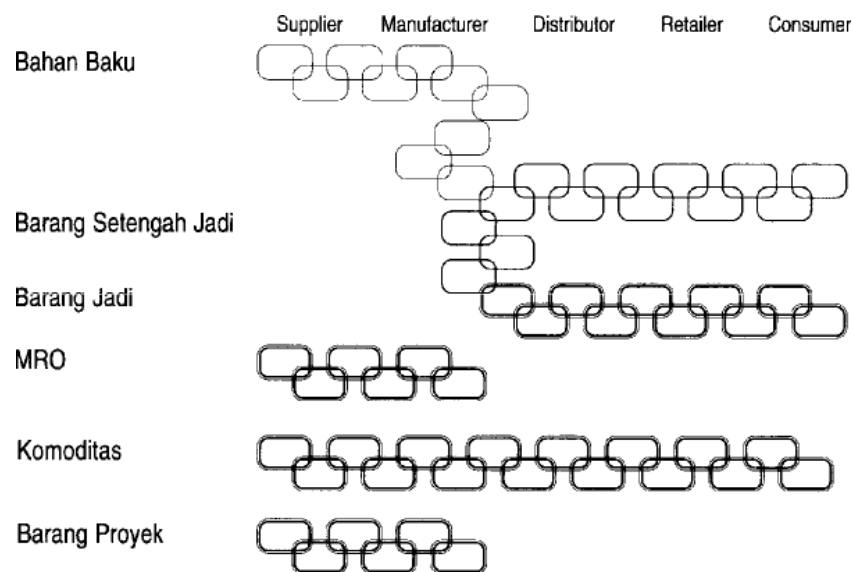 Supplier Manufacturer Distributor Retailer Consumer
Bahan Baku
Barang Setengah Jadi
Barang Jadi
MRO
Komoditas
Barang Proyek